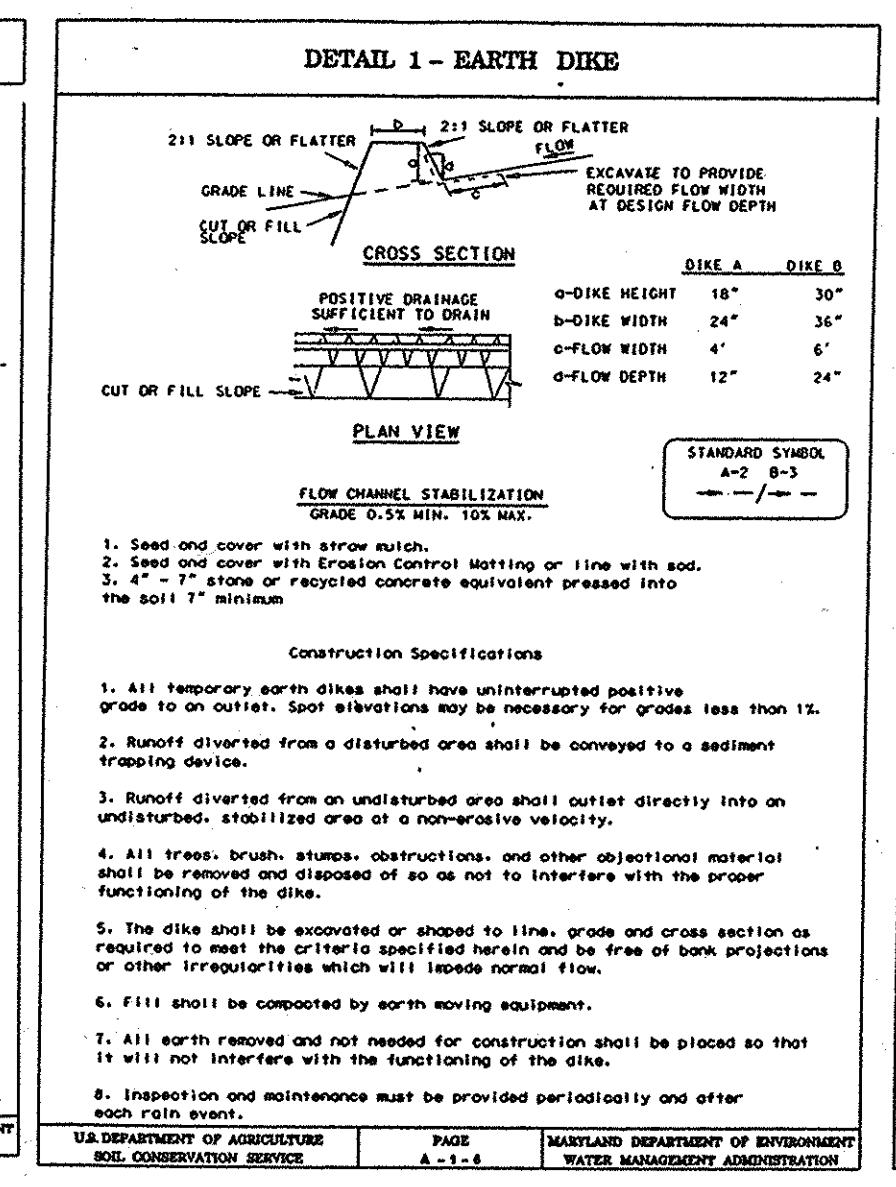 DETAIL 1 - EARTH DIKE
2:1 SLOPE OR FLATTER
b
2:1 SLOPE OR FLATTER
FLOW
a
d
c
EXCAVATE TO PROVIDE
REQUIRED FLOW WIDTH
AT DESIGN FLOW DEPTH
GRADE LINE
CUT OR FILL
SLOPE
CROSS SECTION
DIKE A DIKE B
a-DIKE HEIGHT 18" 30"
b-DIKE WIDTH 24" 36"
c-FLOW WIDTH 4' 6'
d-FLOW DEPTH 12" 24"
POSITIVE DRAINAGE
SUFFICIENT TO DRAIN
CUT OR FILL SLOPE
PLAN VIEW
STANDARD SYMBOL
A-2 B-3
/
FLOW CHANNEL STABILIZATION
GRADE 0.5% MIN. 10% MAX.
1. Seed and cover with straw mulch.
2. Seed and cover with Erosion Control Matting or line with sod.
3. 4" - 7" stone or recycled concrete equivalent pressed into
the soil 7" minimum
Construction Specifications
1. All temporary earth dikes shall have uninterrupted positive
grade to an outlet. Spot elevations may be necessary for grades less than 1%.
2. Runoff diverted from a disturbed area shall be conveyed to a sediment
trapping device.
3. Runoff diverted from an undisturbed area shall outlet directly into an
undisturbed, stabilized area at a non-erosive velocity.
4. All trees, brush, stumps, obstructions, and other objectional material
shall be removed and disposed of so as not to interfere with the proper
functioning of the dike.
5. The dike shall be excavated or shaped to line, grade and cross section as
required to meet the criteria specified herein and be free of bank projections
or other irregularities which will impede normal flow.
6. Fill shall be compacted by earth moving equipment.
7. All earth removed and not needed for construction shall be placed so that
it will not interfere with the functioning of the dike.
8. Inspection and maintenance must be provided periodically and after
each rain event.
NT
U.S. DEPARTMENT OF AGRICULTURE
SOIL CONSERVATION SERVICE
PAGE
A - 1 - 6
MARYLAND DEPARTMENT OF ENVIRONMENT
WATER MANAGEMENT ADMINISTRATION